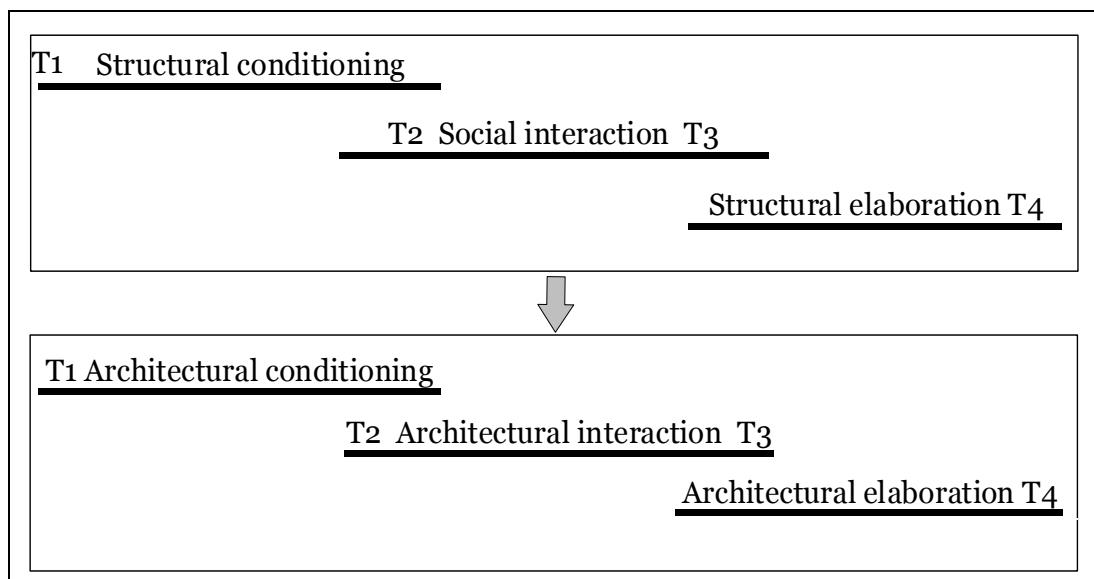 T1 Structural conditioning
T2 Social interaction T3
Structural elaboration T4
T1 Architectural conditioning
T2 Architectural interaction T3
Architectural elaboration T4